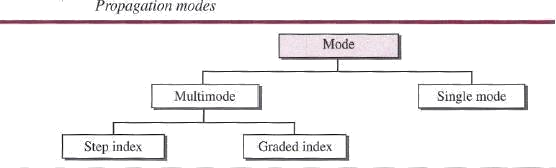 Propagation modes
Mode
Multimode
Single mode
Step index
Graded index